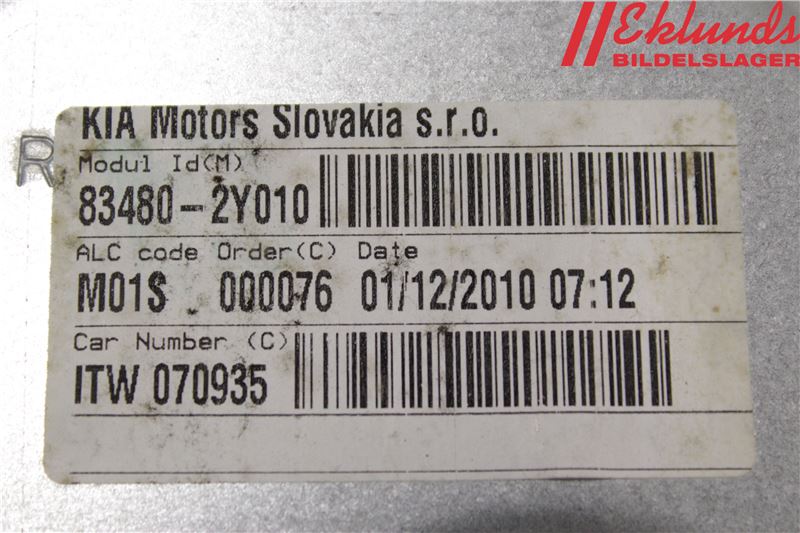 Eklunds
BILDELSLAGER
KIA Motors Slovakia s.r.o.
R
Modul Id(M)
83480-2Y010
ALC code Order(C) Date
M01S 000076 01/12/2010 07:12
Car Number (C)
ITW 070935